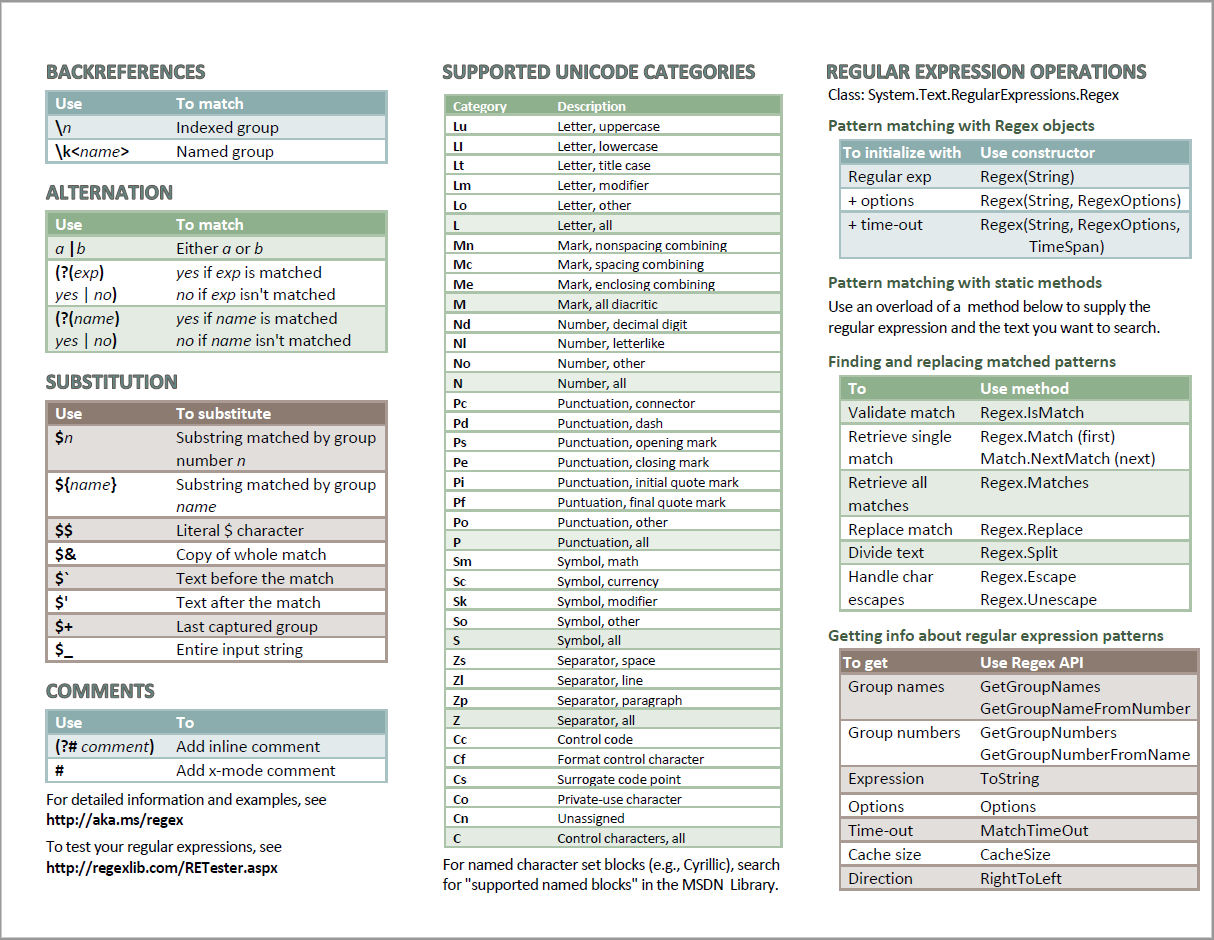 BACKREFERENCES
Use To match
\n Indexed group
\k<name> Named group
ALTERNATION
Use To match
a |b Either a or b
(?(exp) yes if exp is matched
yes | no) no if exp isn't matched
(?(name) yes if name is matched
yes | no) no if name isn't matched
SUBSTITUTION
Use To substitute
$n Substring matched by group
number n
${name} Substring matched by group
name
$$ Literal $ character
$& Copy of whole match
$` Text before the match
$' Text after the match
$+ Last captured group
$_ Entire input string
COMMENTS
Use To
(?# comment) Add inline comment
# Add x-mode comment
For detailed information and examples, see
http://aka.ms/regex
To test your regular expressions, see
http://regexlib.com/RETester.aspx
SUPPORTED UNICODE CATEGORIES
Category Description
Lu Letter, uppercase
Ll Letter, lowercase
Lt Letter, title case
Lm Letter, modifier
Lo Letter, other
L Letter, all
Mn Mark, nonspacing combining
Mc Mark, spacing combining
Me Mark, enclosing combining
M Mark, all diacritic
Nd Number, decimal digit
Nl Number, letterlike
No Number, other
N Number, all
Pc Punctuation, connector
Pd Punctuation, dash
Ps Punctuation, opening mark
Pe Punctuation, closing mark
Pi Punctuation, initial quote mark
Pf Puntuation, final quote mark
Po Punctuation, other
P Punctuation, all
Sm Symbol, math
Sc Symbol, currency
Sk Symbol, modifier
So Symbol, other
S Symbol, all
Zs Separator, space
Zl Separator, line
Zp Separator, paragraph
Z Separator, all
Cc Control code
Cf Format control character
Cs Surrogate code point
Co Private-use character
Cn Unassigned
C Control characters, all
For named character set blocks (e.g., Cyrillic), search
for "supported named blocks" in the MSDN Library.
REGULAR EXPRESSION OPERATIONS
Class: System.Text.RegularExpressions.Regex
Pattern matching with Regex objects
To initialize with Use constructor
Regular exp Regex(String)
+ options Regex(String, RegexOptions)
+ time-out Regex(String, RegexOptions,
TimeSpan)
Pattern matching with static methods
Use an overload of a method below to supply the
regular expression and the text you want to search.
Finding and replacing matched patterns
To Use method
Validate match Regex.IsMatch
Retrieve single Regex.Match (first)
match Match.NextMatch (next)
Retrieve all Regex.Matches
matches
Replace match Regex.Replace
Divide text Regex.Split
Handle char Regex.Escape
escapes Regex.Unescape
Getting info about regular expression patterns
To get Use Regex API
Group names GetGroupNames
GetGroupNameFromNumber
Group numbers GetGroupNumbers
GetGroupNumberFromName
Expression ToString
Options Options
Time-out MatchTimeOut
Cache size CacheSize
Direction RightToLeft